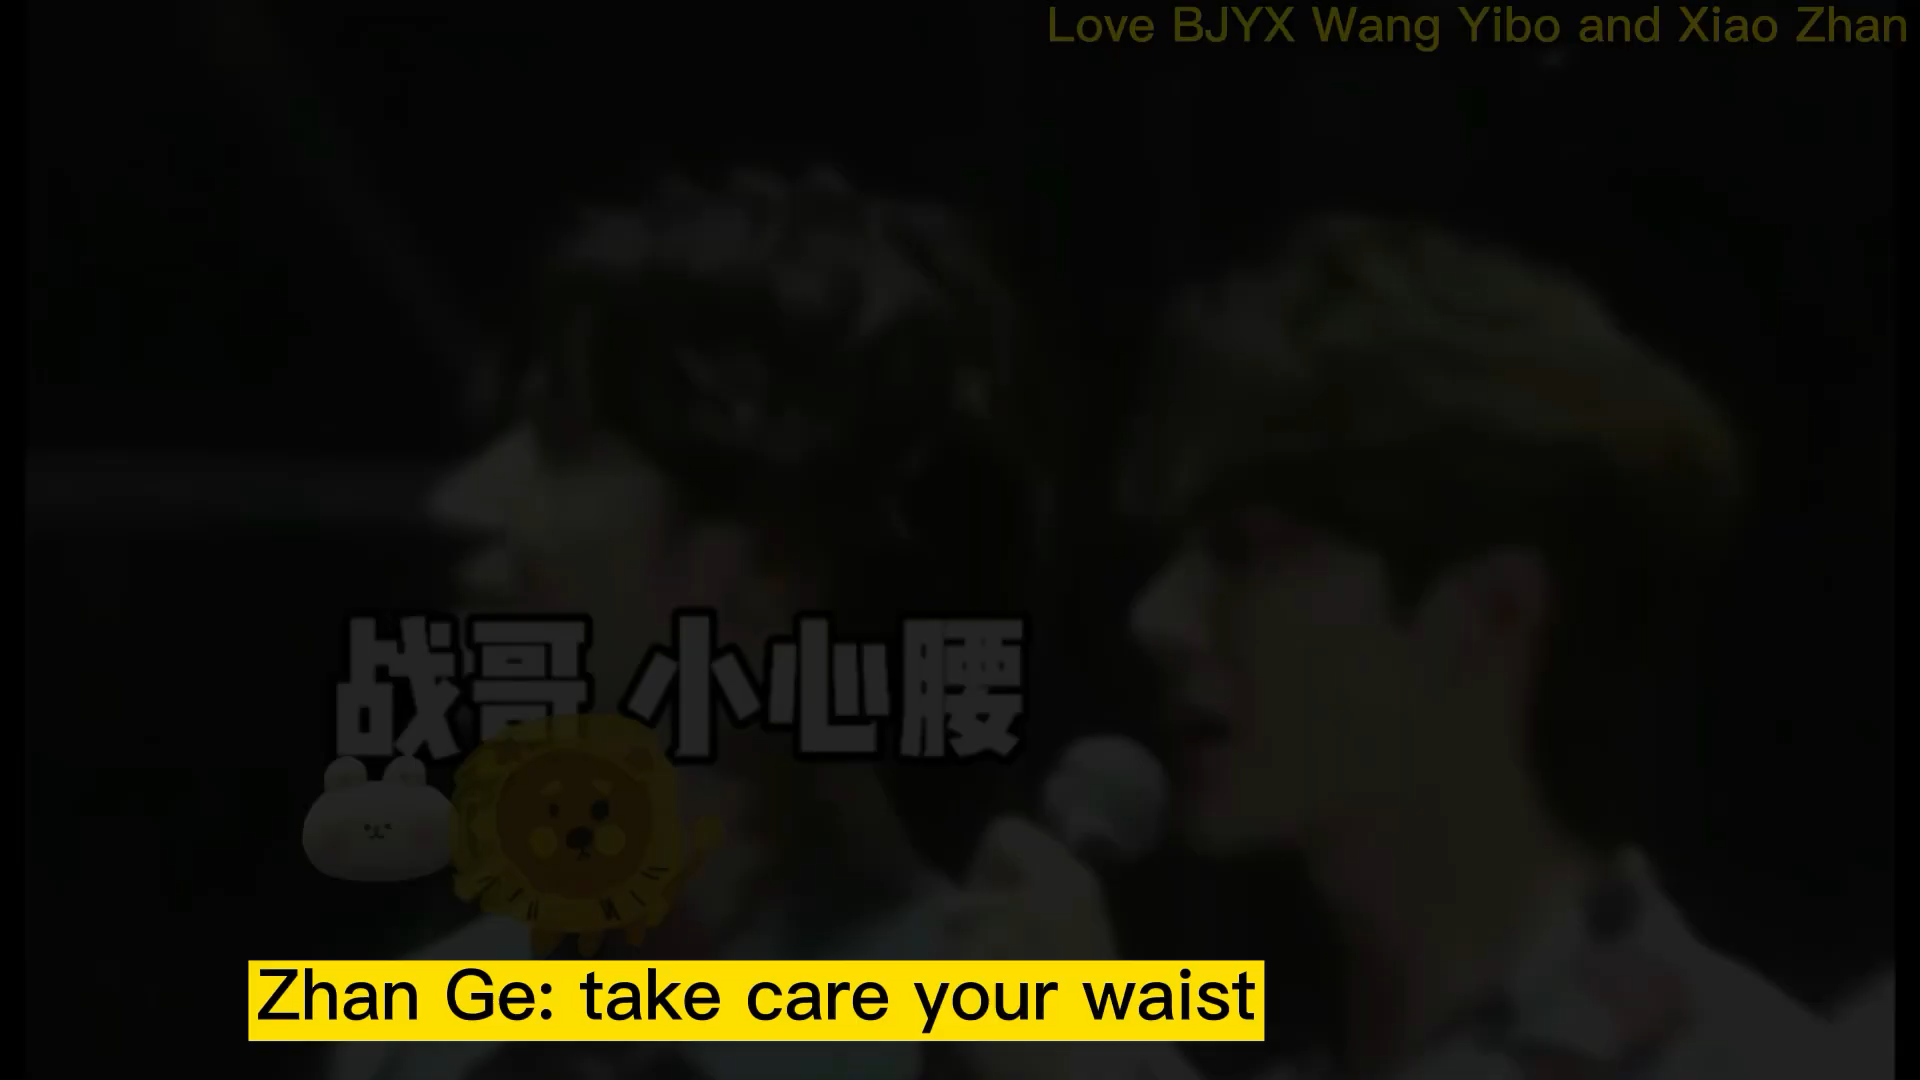 Love BJYX Wang Yibo and Xiao Zhan
战哥 小心腰
Zhan Ge: take care your waist